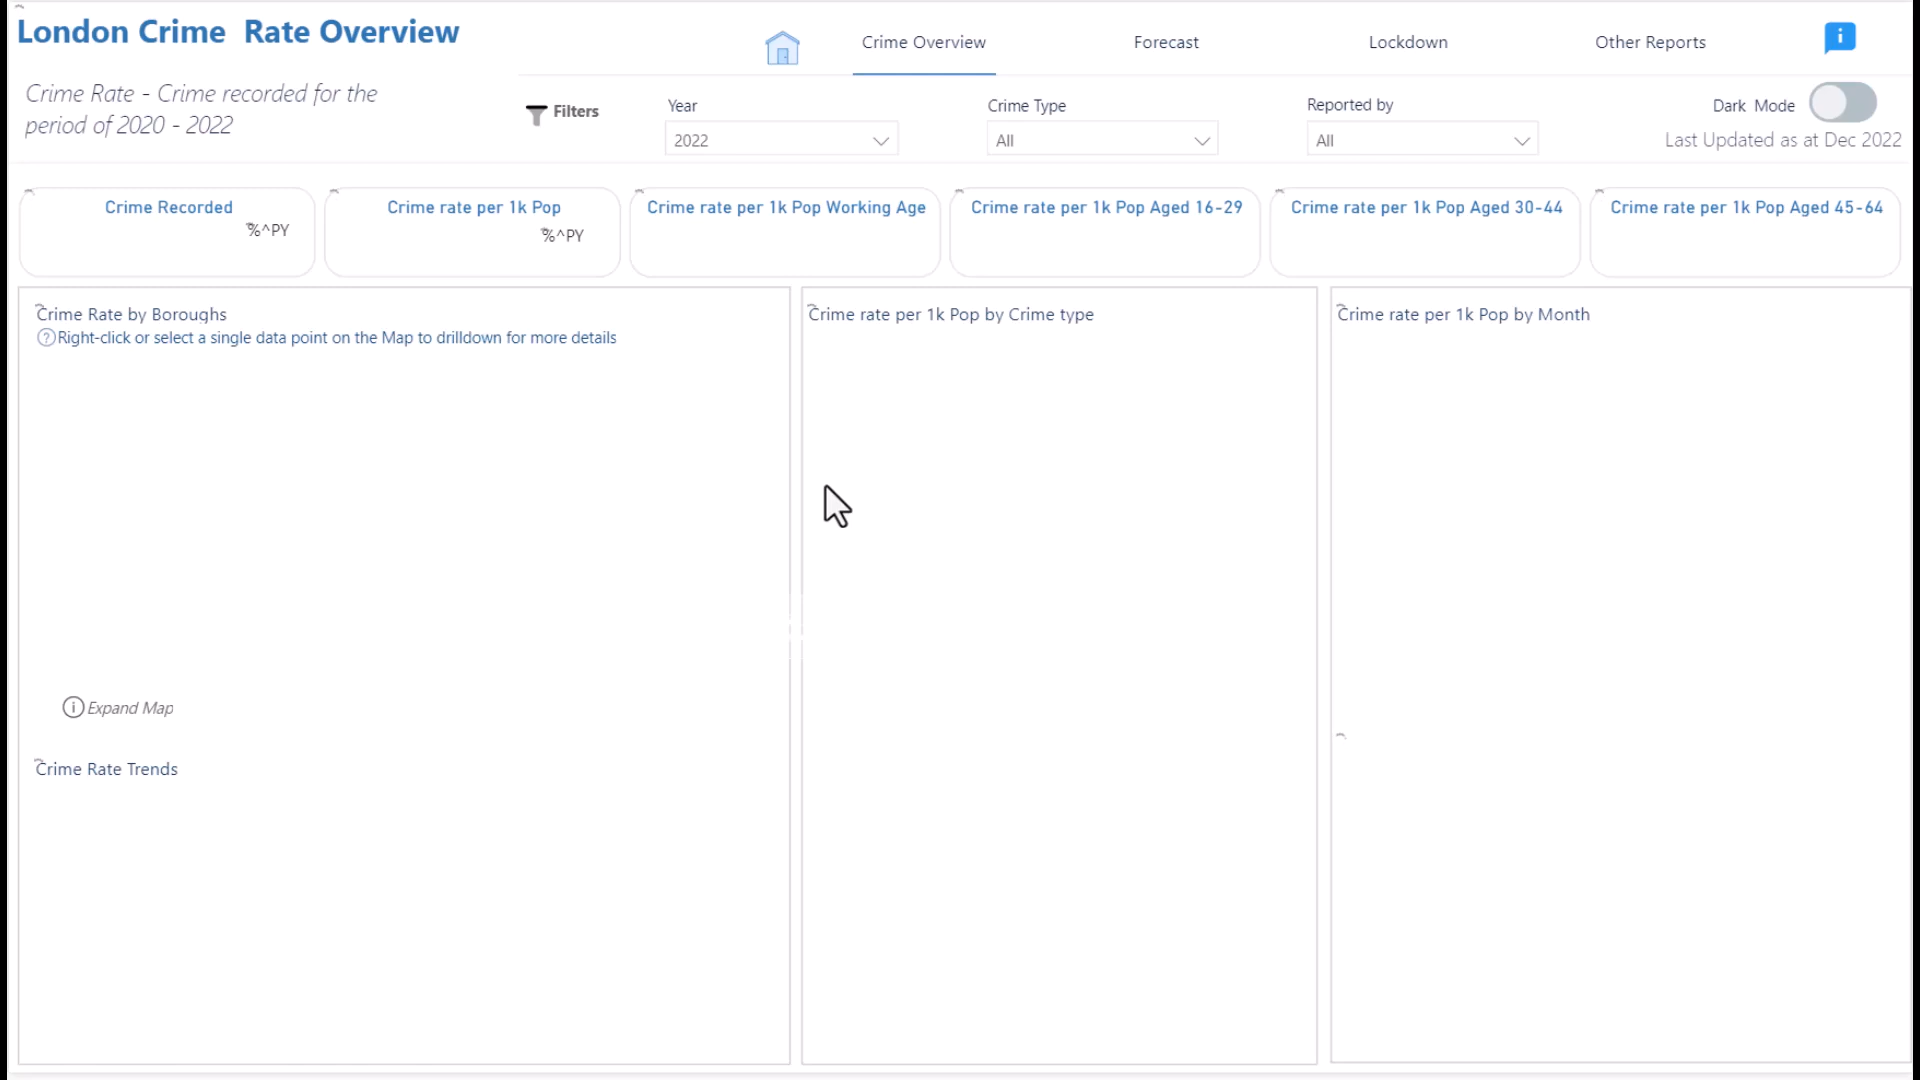 London Crime  Rate Overview
Crime Overview
Forecast
Lockdown
Other Reports
Crime Rate - Crime recorded for the
period of 2020 - 2022
Filters
Year
2022
Crime Type
All
Reported by
All
Dark Mode
Last Updated as at Dec 2022
Crime Recorded
%^PY
Crime rate per 1k Pop
%^PY
Crime rate per 1k Pop Working Age
Crime rate per 1k Pop Aged 16-29
Crime rate per 1k Pop Aged 30-44
Crime rate per 1k Pop Aged 45-64
Crime Rate by Boroughs
Right-click or select a single data point on the Map to drilldown for more details
Expand Map
Crime Rate Trends
Crime rate per 1k Pop by Crime type
Crime rate per 1k Pop by Month